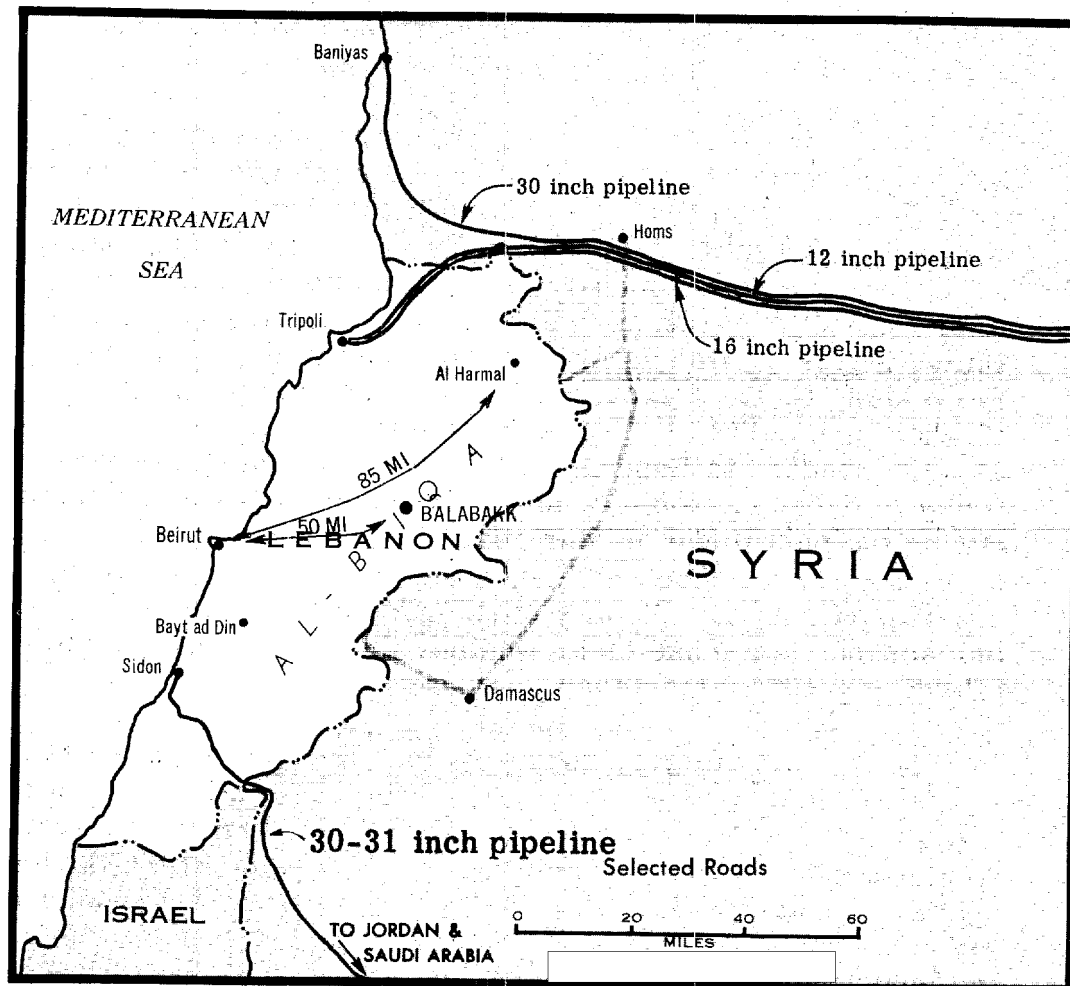 Baniyas
30 inch pipeline
MEDITERRANEAN
SEA
Homs
12 inch pipeline
Tripoli
16 inch pipeline
Al Harmal
85 MI
BALABAKK
50 MI
Beirut
LEBANON
AL-BIQA
SYRIA
Bayt ad Din
Sidon
Damascus
30-31 inch pipeline
Selected Roads
ISRAEL
0 20 40 60
MILES
TO JORDAN &
SAUDI ARABIA